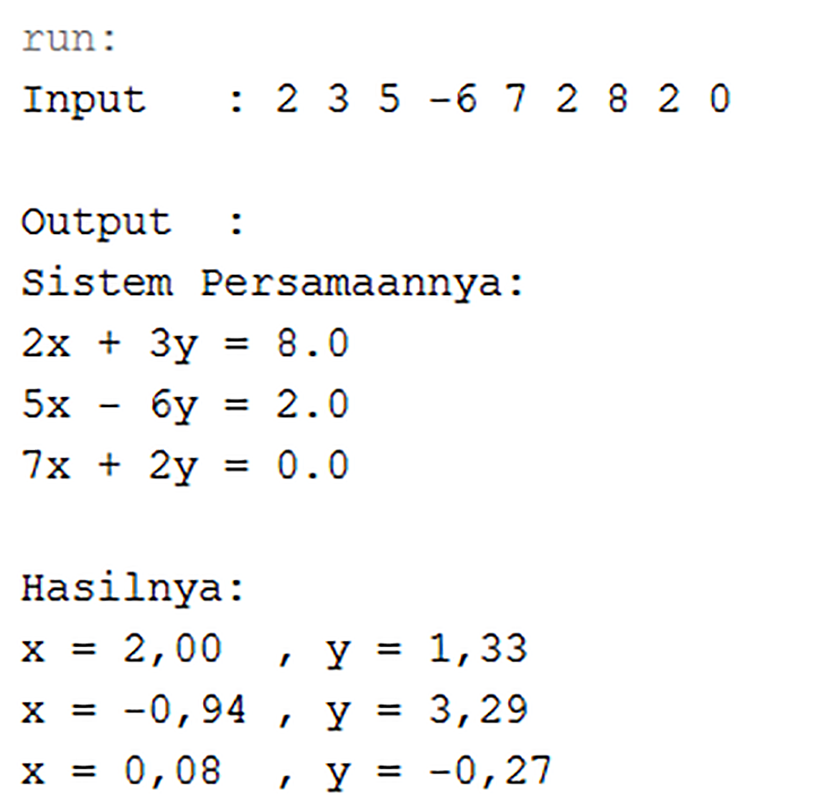 run:
Input   : 2 3 5 -6 7 2 8 2 0
Output  :
Sistem Persamaannya:
2x + 3y = 8.0
5x - 6y = 2.0
7x + 2y = 0.0
Hasilnya:
x = 2,00  , y = 1,33
x = -0,94 , y = 3,29
x = 0,08  , y = -0,27